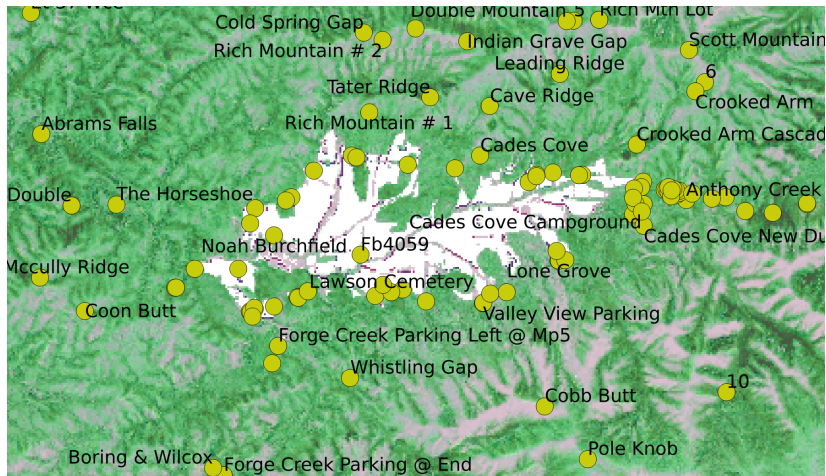 Double Mountain 5
Rich Mtn Lot
Cold Spring Gap
Rich Mountain # 2
Indian Grave Gap
Scott Mountain
Leading Ridge
6
Tater Ridge
Cave Ridge
Crooked Arm
Abrams Falls
Rich Mountain # 1
Cades Cove
Crooked Arm Cascad
Double
The Horseshoe
Anthony Creek
Cades Cove Campground
Noah Burchfield
Fb4059
Cades Cove New Du
Mccully Ridge
Lawson Cemetery
Lone Grove
Coon Butt
Valley View Parking
Forge Creek Parking Left @ Mp5
Whistling Gap
10
Cobb Butt
Boring & Wilcox
Forge Creek Parking @ End
Pole Knob